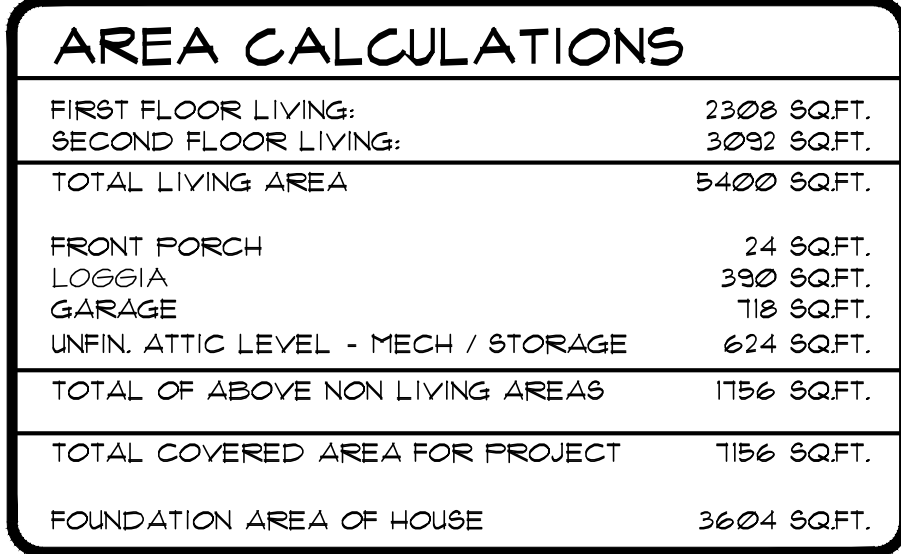 AREA CALCULATIONS
FIRST FLOOR LIVING: 2308 SQ.FT.
SECOND FLOOR LIVING: 3092 SQ.FT.
TOTAL LIVING AREA 5400 SQ.FT.
FRONT PORCH 24 SQ.FT.
LOGGIA 390 SQ.FT.
GARAGE 718 SQ.FT.
UNFIN. ATTIC LEVEL - MECH / STORAGE 624 SQ.FT.
TOTAL OF ABOVE NON LIVING AREAS 1756 SQ.FT.
TOTAL COVERED AREA FOR PROJECT 7156 SQ.FT.
FOUNDATION AREA OF HOUSE 3604 SQ.FT.